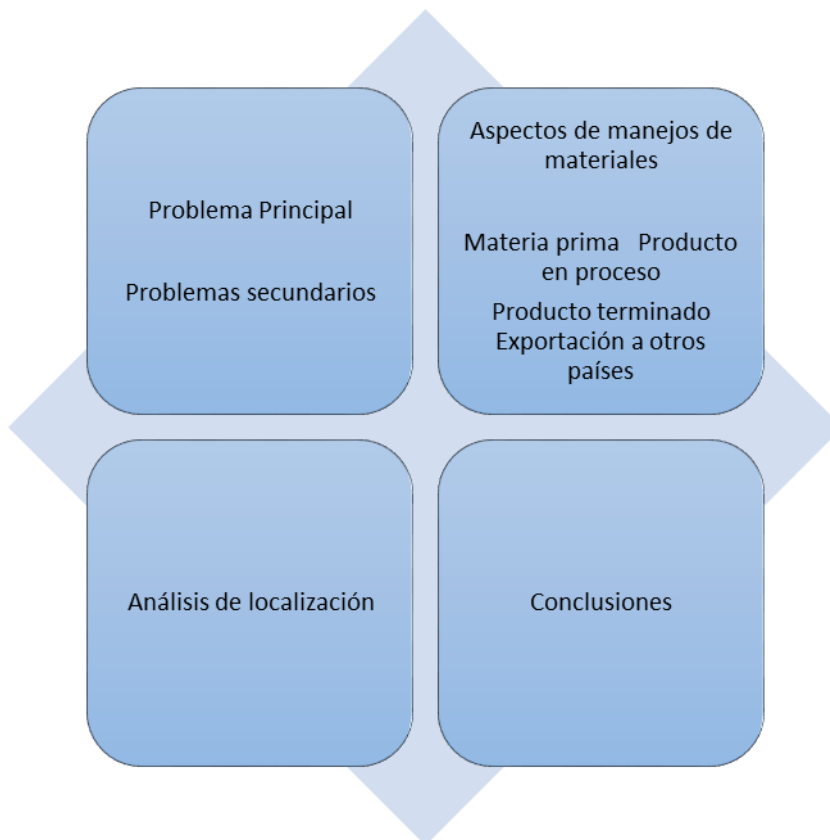 Problema Principal
Problemas secundarios
Aspectos de manejos de
materiales
Materia prima   Producto
en proceso
Producto terminado
Exportación a otros
países
Análisis de localización
Conclusiones